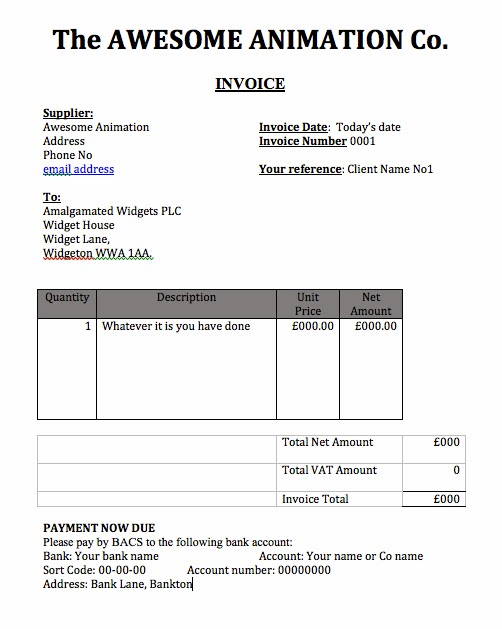 The AWESOME ANIMATION Co.
INVOICE
Supplier:
Awesome Animation
Address
Phone No
email address
Invoice Date: Today's date
Invoice Number 0001
Your reference: Client Name No1
To:
Amalgamated Widgets PLC
Widget House
Widget Lane,
Widgeton WWA 1AA.
Quantity Description Unit Price Net Amount
1 Whatever it is you have done £000.00 £000.00
Total Net Amount £000
Total VAT Amount 0
Invoice Total £000
PAYMENT NOW DUE
Please pay by BACS to the following bank account:
Bank: Your bank name Account: Your name or Co name
Sort Code: 00-00-00 Account number: 00000000
Address: Bank Lane, Bankton